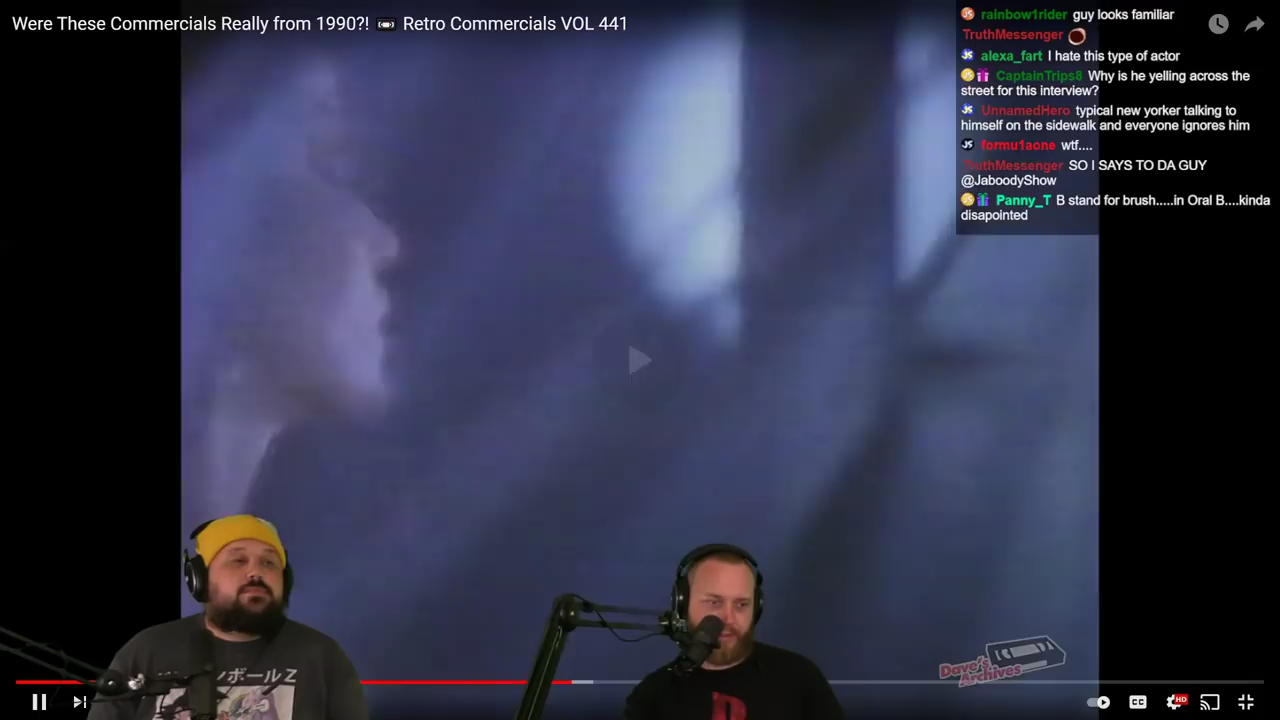 Were These Commercials Really from 1990?! Retro Commercials VOL 441
rainbow1rider guy looks familiar
TruthMessenger
alexa_fart I hate this type of actor
CaptainTrips8 Why is he yelling across the
street for this interview?
UnnamedHero typical new yorker talking to
himself on the sidewalk and everyone ignores him
formu1aone wtf....
TruthMessenger SO I SAYS TO DA GUY
@JaboodyShow
Panny_T B stand for brush.....in Oral B....kinda
disapointed
Dave's
Archives
ボールZ
CC
HD